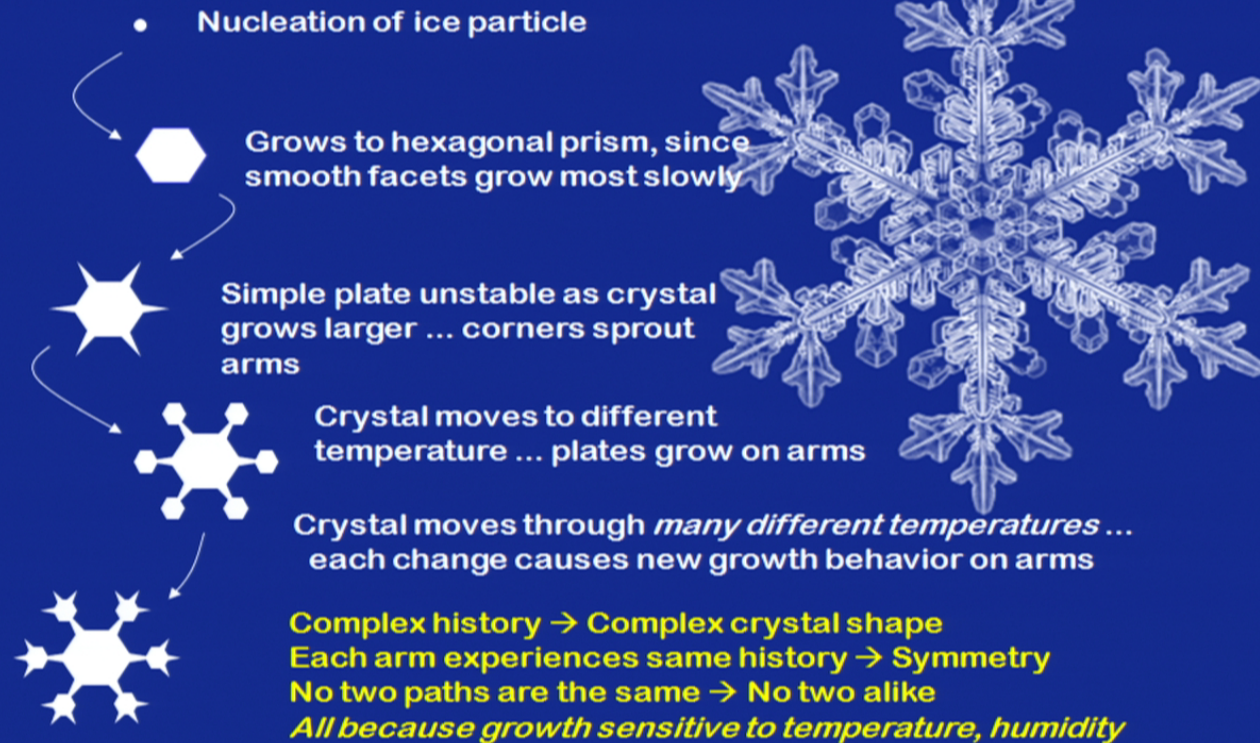 Nucleation of ice particle
Grows to hexagonal prism, since
smooth facets grow most slowly
Simple plate unstable as crystal
grows larger ... corners sprout
arms
Crystal moves to different
temperature ... plates grow on arms
Crystal moves through many different temperatures ...
each change causes new growth behavior on arms
Complex history → Complex crystal shape
Each arm experiences same history → Symmetry
No two paths are the same → No two alike
All because growth sensitive to temperature, humidity